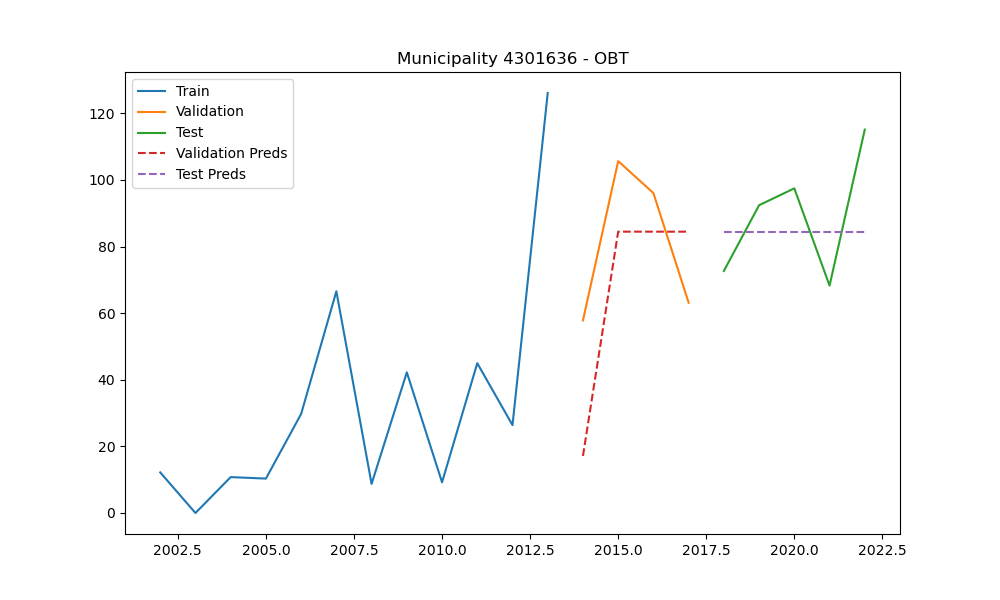 Municipality 4301636 - OBT
Train
Validation
Test
Validation Preds
Test Preds
120
100
80
60
40
20
0
2002.5 2005.0 2007.5 2010.0 2012.5 2015.0 2017.5 2020.0 2022.5